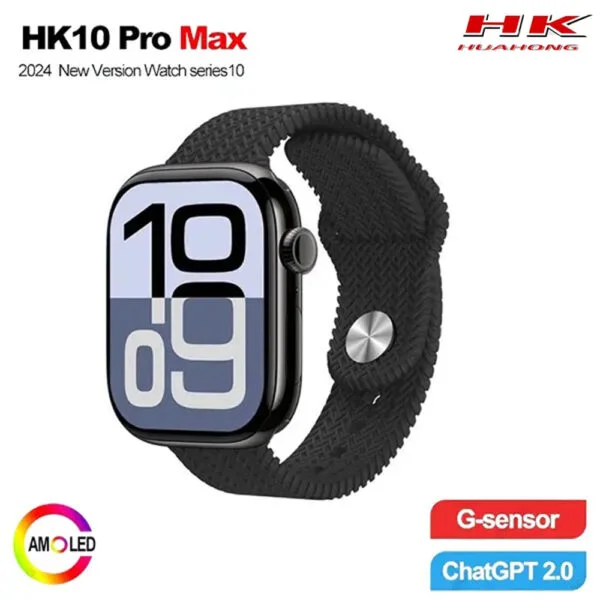 HK10 Pro Max
2024 New Version Watch series10
HK
HUAHONG
10
09
AMOLED
G-sensor
ChatGPT 2.0